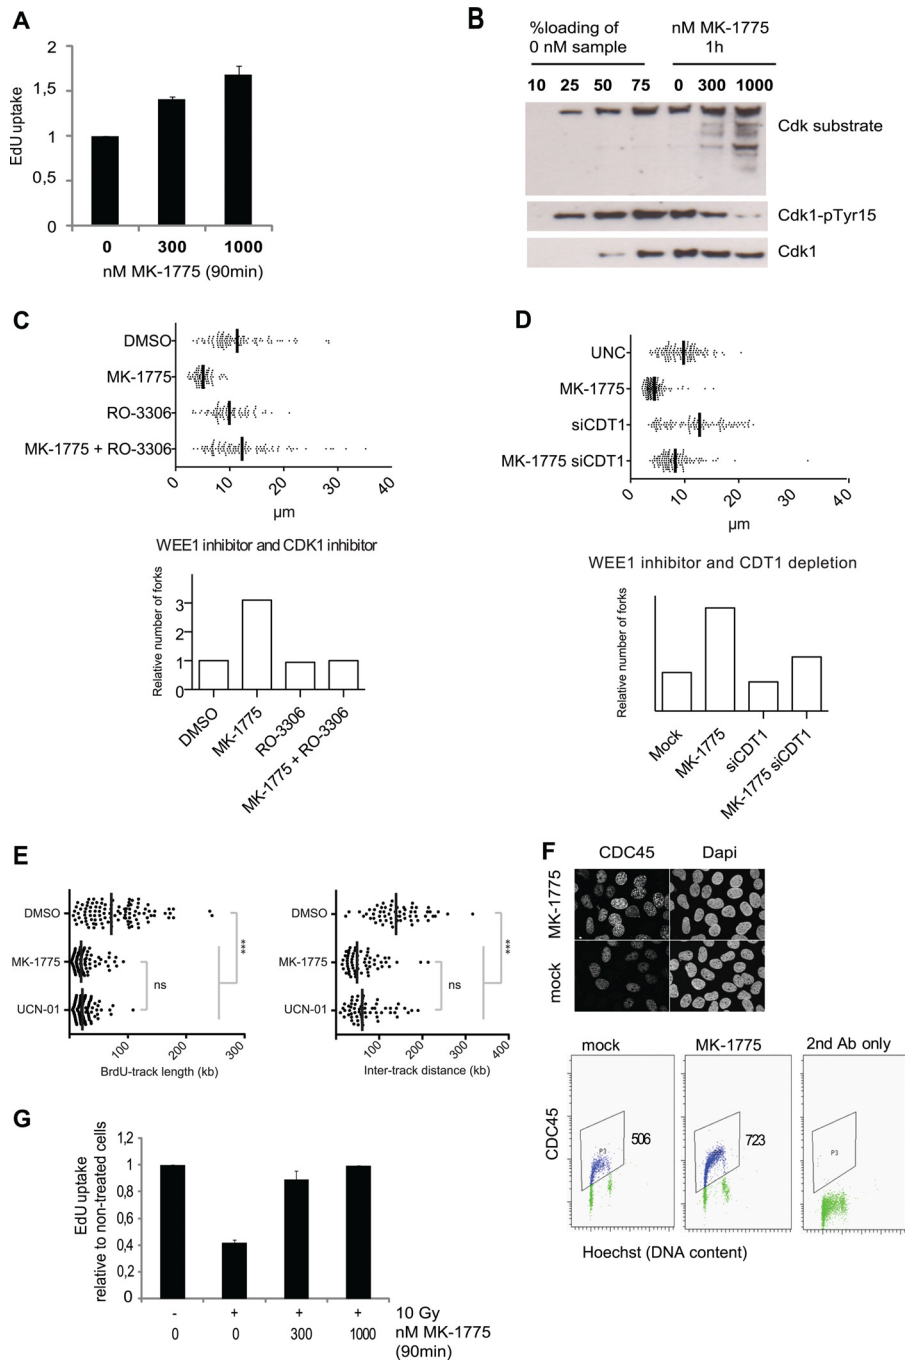 A
2
1,5
1
0,5
0
EdU uptake
0 300 1000
nM MK-1775 (90min)
B
%loading of
0 nM sample
nM MK-1775
1h
10 25 50 75 0 300 1000
Cdk substrate
Cdk1-pTyr15
Cdk1
C
DMSO
MK-1775
RO-3306
MK-1775 + RO-3306
0 10 20 30 40
µm
WEE1 inhibitor and CDK1 inhibitor
Relative number of forks
3
2
1
0
DMSO
MK-1775
RO-3306
MK-1775 + RO-3306
D
UNC
MK-1775
siCDT1
MK-1775 siCDT1
0 10 20 30 40
µm
WEE1 inhibitor and CDT1 depletion
Relative number of forks
Mock
MK-1775
siCDT1
MK-1775 siCDT1
E
DMSO
MK-1775
UCN-01
ns
***
100 200 300
BrdU-track length (kb)
DMSO
MK-1775
UCN-01
ns
***
0 100 200 300 400
Inter-track distance (kb)
F
CDC45 Dapi
MK-1775
mock
mock MK-1775 2nd Ab only
CDC45
P3
506
723
P3
Hoechst (DNA content)
G
1,2
1
0,8
0,6
0,4
0,2
0
EdU uptake
relative to non-treated cells
- + + + 10 Gy
0 0 300 1000 nM MK-1775
(90min)